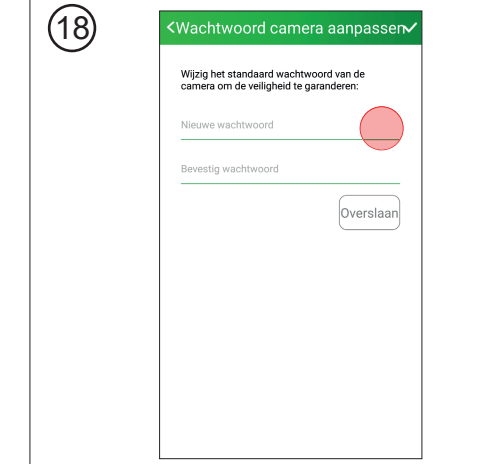 18
<Wachtwoord camera aanpassen✓
Wijzig het standaard wachtwoord van de
camera om de veiligheid te garanderen:
Nieuwe wachtwoord
Bevestig wachtwoord
Overslaan